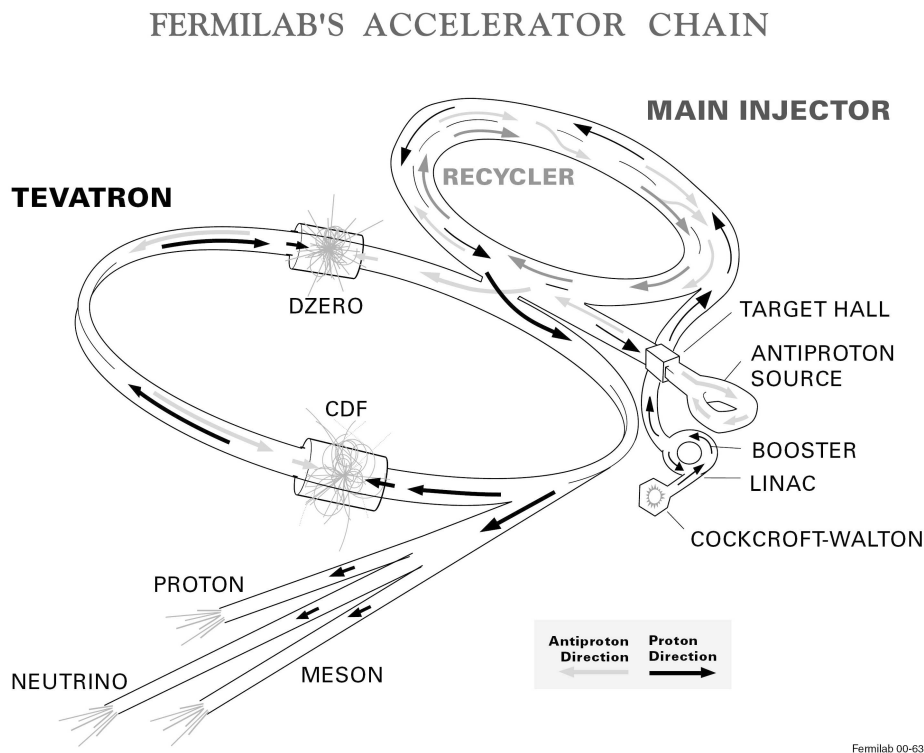 FERMILAB'S ACCELERATOR CHAIN
MAIN INJECTOR
RECYCLER
TEVATRON
DZERO
TARGET HALL
ANTIPROTON
SOURCE
CDF
BOOSTER
LINAC
COCKCROFT-WALTON
PROTON
NEUTRINO
MESON
Antiproton
Direction
Proton
Direction
Fermilab 00-63